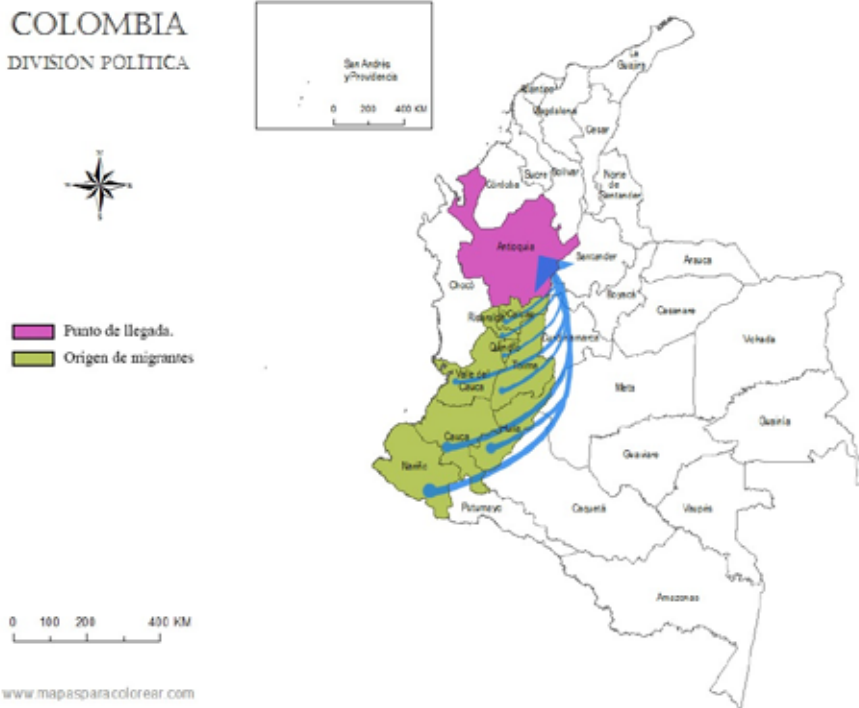 COLOMBIA
DIVISIÓN POLÍTICA
San Andrés
y Providencia
0 200 400 KM
La
Guajira
Atlántico
Magdalena
Cesar
Córdoba
Sucre
Bolívar
Norte
de
Santander
Antioquia
Santander
Arauca
Chocó
Boyacá
Casanare
Risaralda
Caldas
Cundinamarca
Vichada
Quindío
Tolima
Valle del
Cauca
Meta
Guainía
Cauca
Huila
Guaviare
Nariño
Putumayo
Caquetá
Vaupés
Amazonas
Punto de llegada.
Origen de migrantes
0 100 200 400 KM
www.mapasparacolorear.com